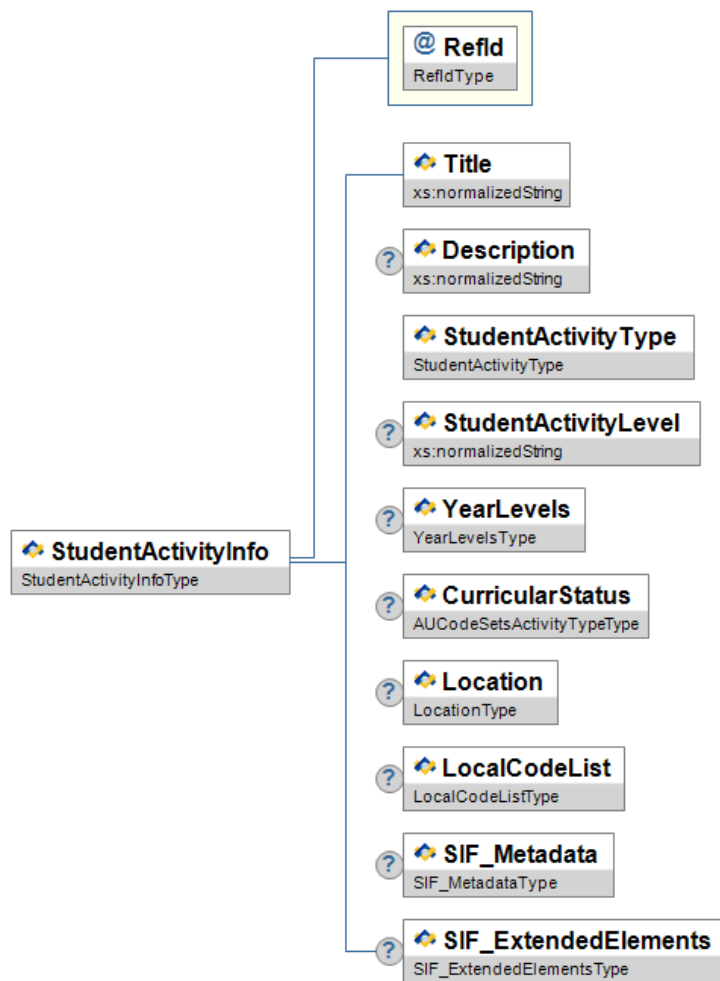 @ RefId
RefIdType
Title
xs:normalizedString
? Description
xs:normalizedString
StudentActivityType
StudentActivityType
? StudentActivityLevel
xs:normalizedString
? YearLevels
YearLevelsType
StudentActivityInfo
StudentActivityInfoType
? CurricularStatus
AUCodeSetsActivityTypeType
? Location
LocationType
? LocalCodeList
LocalCodeListType
? SIF_Metadata
SIF_MetadataType
? SIF_ExtendedElements
SIF_ExtendedElementsType